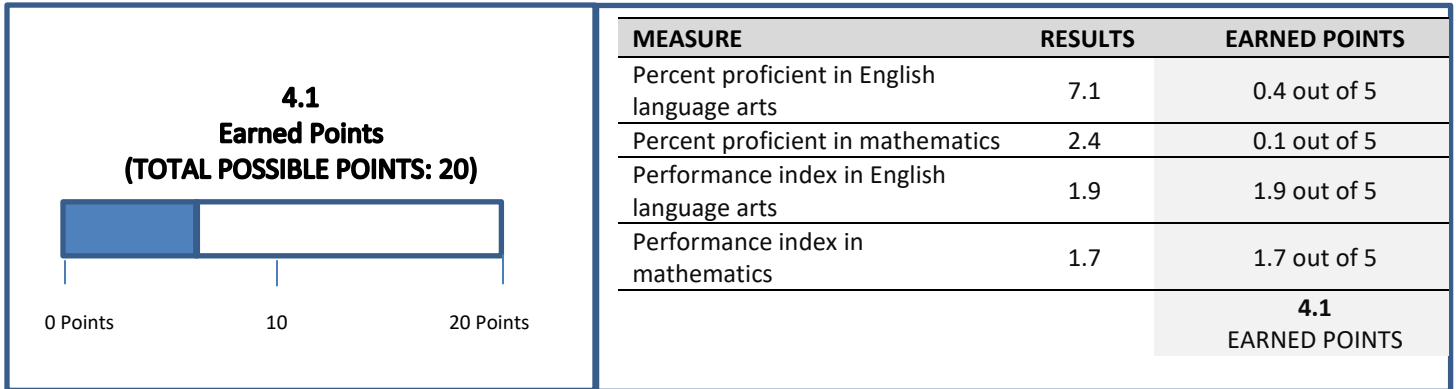 4.1
Earned Points
(TOTAL POSSIBLE POINTS: 20)
0 Points 10 20 Points
MEASURE RESULTS EARNED POINTS
Percent proficient in English
language arts 7.1 0.4 out of 5
Percent proficient in mathematics 2.4 0.1 out of 5
Performance index in English
language arts 1.9 1.9 out of 5
Performance index in
mathematics 1.7 1.7 out of 5
4.1
EARNED POINTS